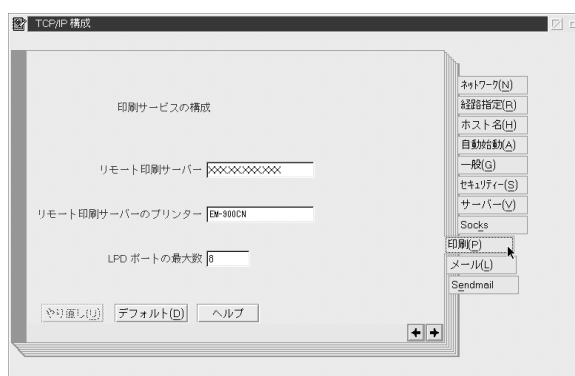 TCP/IP 構成
印刷サービスの構成
リモート印刷サーバー XXXXXXXXXX
リモート印刷サーバーのプリンター EM-900CN
LPD ポートの最大数 8
やり直し(U) デフォルト(D) ヘルプ
ネットワーク(N)
経路指定(R)
ホスト名(H)
自動始動(A)
一般(G)
セキュリティー(S)
サーバー(V)
Socks
印刷(P)
メール(L)
Sendmail